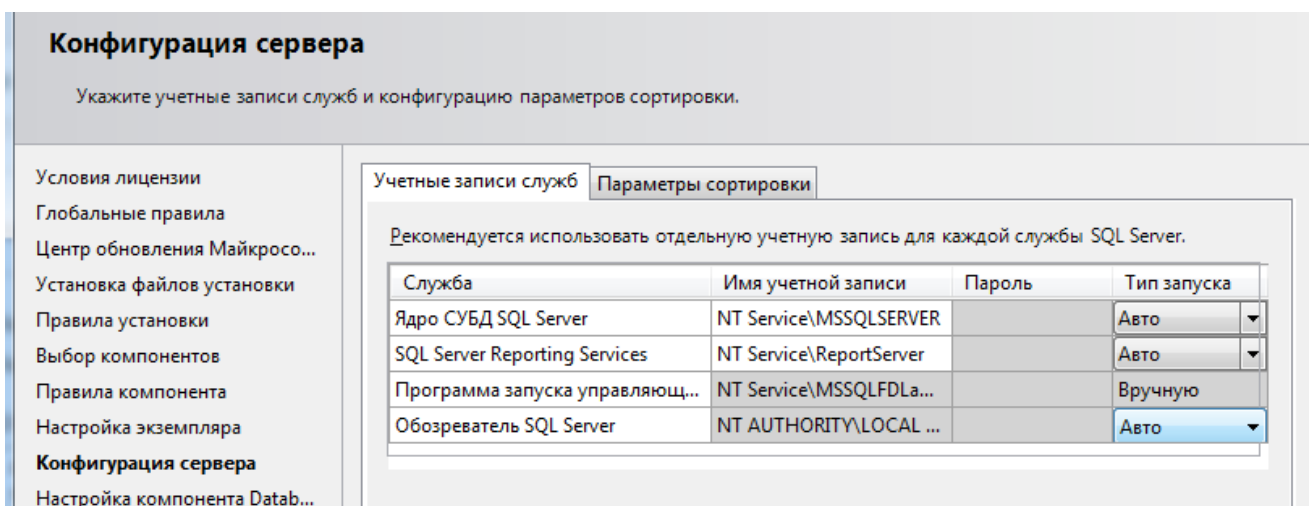 Конфигурация сервера
Укажите учетные записи служб и конфигурацию параметров сортировки.
Условия лицензии
Глобальные правила
Центр обновления Майкросо...
Установка файлов установки
Правила установки
Выбор компонентов
Правила компонента
Настройка экземпляра
Конфигурация сервера
Настройка компонента Datab...
Учетные записи служб Параметры сортировки
Рекомендуется использовать отдельную учетную запись для каждой службы SQL Server.
Служба Имя учетной записи Пароль Тип запуска
Ядро СУБД SQL Server NT Service\MSSQLSERVER Авто
SQL Server Reporting Services NT Service\ReportServer Авто
Программа запуска управляющ... NT Service\MSSQLFDLa... Вручную
Обозреватель SQL Server NT AUTHORITY\LOCAL ... Авто